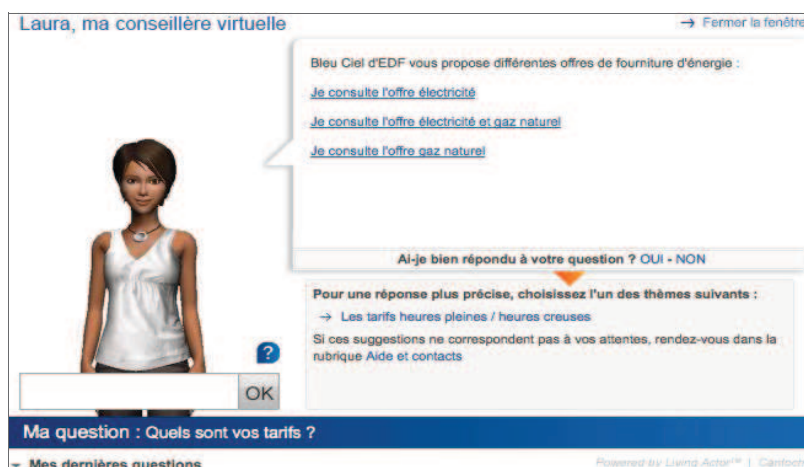 Laura, ma conseillère virtuelle
→ Fermer la fenêtre
Bleu Ciel d'EDF vous propose différentes offres de fourniture d'énergie :
Je consulte l'offre électricité
Je consulte l'offre électricité et gaz naturel
Je consulte l'offre gaz naturel
Ai-je bien répondu à votre question ? OUI - NON
Pour une réponse plus précise, choisissez l'un des thèmes suivants :
→ Les tarifs heures pleines / heures creuses
Si ces suggestions ne correspondent pas à vos attentes, rendez-vous dans la
rubrique Aide et contacts
?
OK
Ma question : Quels sont vos tarifs ?
Mes dernières questions
Powered by Living Actor™ |